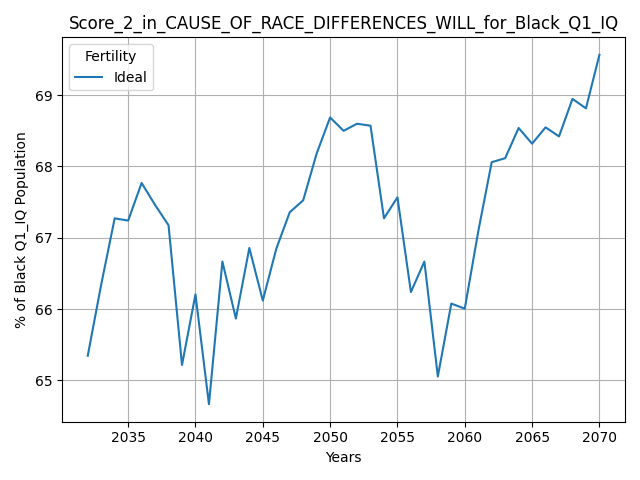 Score_2_in_CAUSE_OF_RACE_DIFFERENCES_WILL_for_Black_Q1_IQ
Fertility
Ideal
% of Black Q1_IQ Population
69
68
67
66
65
2035 2040 2045 2050 2055 2060 2065 2070
Years